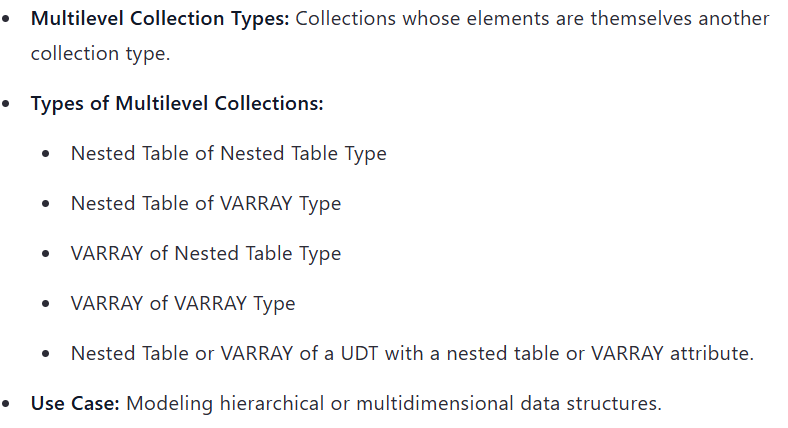 Multilevel Collection Types: Collections whose elements are themselves another
collection type.
Types of Multilevel Collections:
Nested Table of Nested Table Type
Nested Table of VARRAY Type
VARRAY of Nested Table Type
VARRAY of VARRAY Type
Nested Table or VARRAY of a UDT with a nested table or VARRAY attribute.
Use Case: Modeling hierarchical or multidimensional data structures.